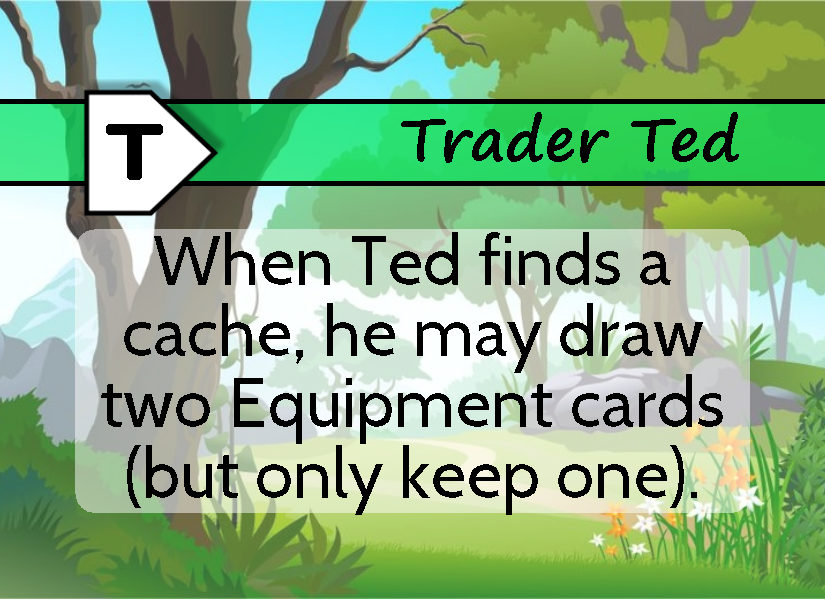 T
Trader Ted
When Ted finds a
cache, he may draw
two Equipment cards
(but only keep one).